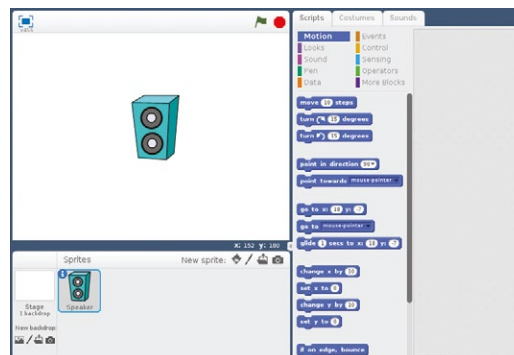 Scripts Costumes Sounds
Motion Events
Looks Control
Sound Sensing
Pen Operators
Data More Blocks
move 10 steps
turn 15 degrees
turn 15 degrees
point in direction 90
point towards mouse-pointer
go to x: 18 y: -7
go to mouse-pointer
glide 1 secs to x: 18 y: -7
change x by 10
set x to 0
change y by 10
set y to 0
if on edge, bounce
x: 152 y: 180
Sprites New sprite:
Stage
1 backdrop
New backdrop:
Speaker